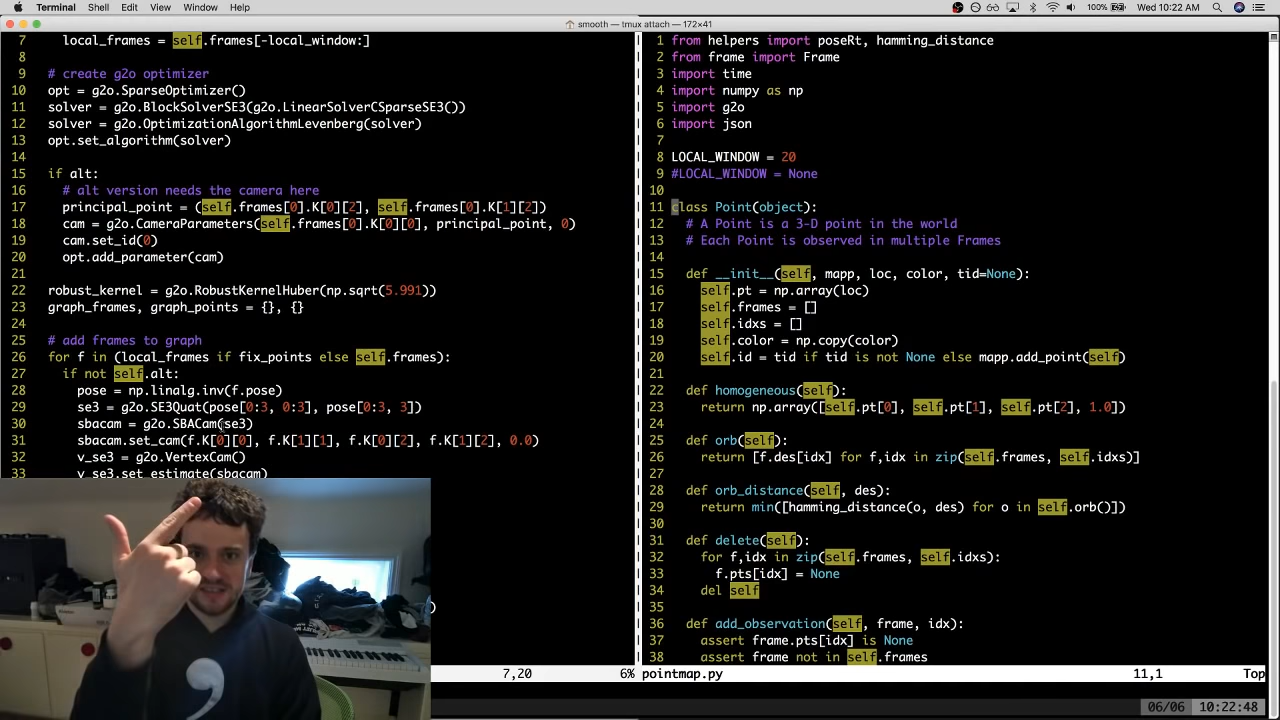 Terminal Shell Edit View Window Help 100% Wed 10:22 AM
smooth — tmux attach — 172×41
7 local_frames = self.frames[-local_window:]
8
9 # create g2o optimizer
10 opt = g2o.SparseOptimizer()
11 solver = g2o.BlockSolverSE3(g2o.LinearSolverCSparseSE3())
12 solver = g2o.OptimizationAlgorithmLevenberg(solver)
13 opt.set_algorithm(solver)
14
15 if alt:
16 # alt version needs the camera here
17 principal_point = (self.frames[0].K[0][2], self.frames[0].K[1][2])
18 cam = g2o.CameraParameters(self.frames[0].K[0][0], principal_point, 0)
19 cam.set_id(0)
20 opt.add_parameter(cam)
21
22 robust_kernel = g2o.RobustKernelHuber(np.sqrt(5.991))
23 graph_frames, graph_points = {}, {}
24
25 # add frames to graph
26 for f in (local_frames if fix_points else self.frames):
27 if not self.alt:
28 pose = np.linalg.inv(f.pose)
29 se3 = g2o.SE3Quat(pose[0:3, 0:3], pose[0:3, 3])
30 sbacam = g2o.SBACam(se3)
31 sbacam.set_cam(f.K[0][0], f.K[1][1], f.K[0][2], f.K[1][2], 0.0)
32 v_se3 = g2o.VertexCam()
33 v_se3.set_estimate(sbacam)
)
7,20 6%
1 from helpers import poseRt, hamming_distance
2 from frame import Frame
3 import time
4 import numpy as np
5 import g2o
6 import json
7
8 LOCAL_WINDOW = 20
9 #LOCAL_WINDOW = None
10
11 class Point(object):
12 # A Point is a 3-D point in the world
13 # Each Point is observed in multiple Frames
14
15 def __init__(self, mapp, loc, color, tid=None):
16 self.pt = np.array(loc)
17 self.frames = []
18 self.idxs = []
19 self.color = np.copy(color)
20 self.id = tid if tid is not None else mapp.add_point(self)
21
22 def homogeneous(self):
23 return np.array([self.pt[0], self.pt[1], self.pt[2], 1.0])
24
25 def orb(self):
26 return [f.des[idx] for f,idx in zip(self.frames, self.idxs)]
27
28 def orb_distance(self, des):
29 return min([hamming_distance(o, des) for o in self.orb()])
30
31 def delete(self):
32 for f,idx in zip(self.frames, self.idxs):
33 f.pts[idx] = None
34 del self
35
36 def add_observation(self, frame, idx):
37 assert frame.pts[idx] is None
38 assert frame not in self.frames
pointmap.py 11,1 Top
06/06 10:22:48